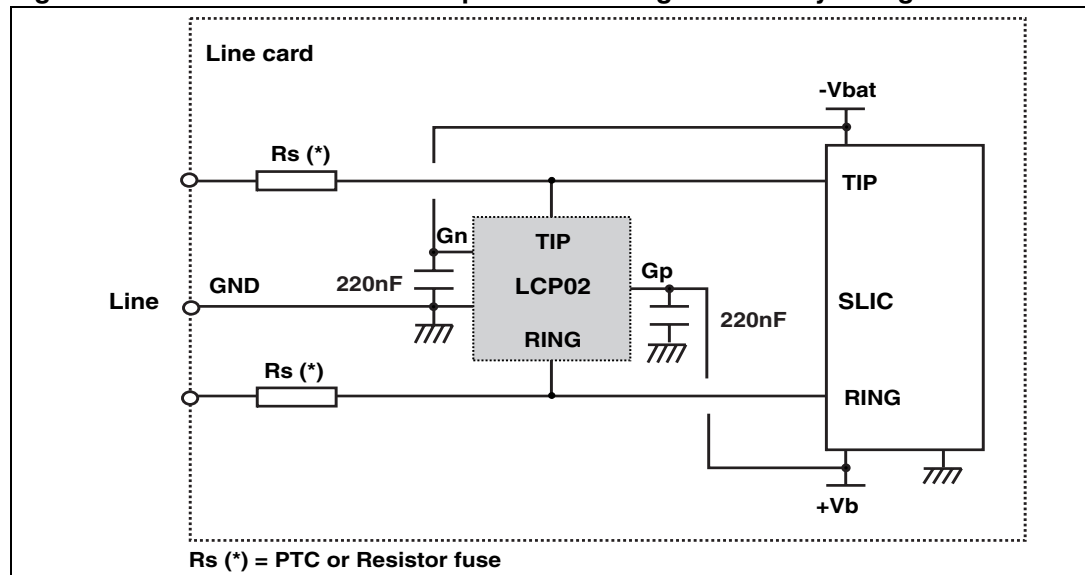 Line card
-Vbat
Rs (*)
TIP
Gn
TIP
Gp
220nF
LCP02
GND
Line
SLIC
220nF
RING
Rs (*)
RING
+Vb
Rs (*) = PTC or Resistor fuse